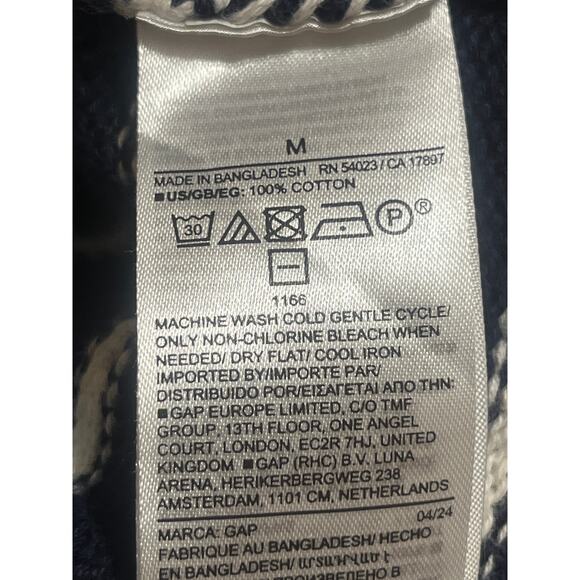 M
MADE IN BANGLADESH RN 54023 / CA 17897
■ US/GB/EG: 100% COTTON
30 P ®
1166
MACHINE WASH COLD GENTLE CYCLE/
ONLY NON-CHLORINE BLEACH WHEN
NEEDED/ DRY FLAT/ COOL IRON
IMPORTED BY/IMPORTE PAR/
DISTRIBUIDO POR/ΕΙΣΑΓΕΤΑΙ ΑΠΟ ΤΗΝ:
■ GAP EUROPE LIMITED, C/O TMF
GROUP, 13TH FLOOR, ONE ANGEL
COURT, LONDON, EC2R 7HJ, UNITED
KINGDOM ■ GAP (RHC) B.V. LUNA
ARENA, HERIKERBERGWEG 238
AMSTERDAM, 1101 CM, NETHERLANDS
MARCA: GAP 04/24
FABRIQUE AU BANGLADESH/ HECHO
EN BANGLADESH/ ԱՐՏԱԴՐՎԱԾ Է